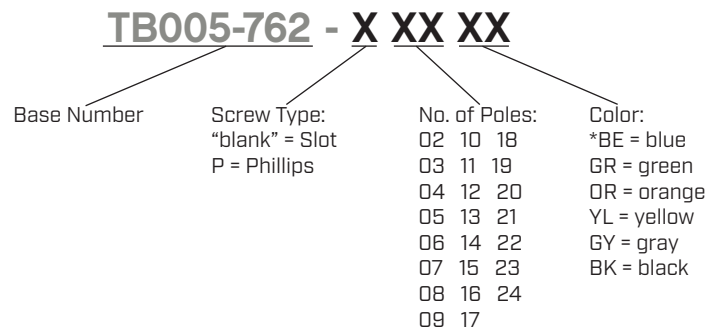 TB005-762 - X XX XX
Base Number
Screw Type:
“blank” = Slot
P = Phillips
No. of Poles:
02 10 18
03 11 19
04 12 20
05 13 21
06 14 22
07 15 23
08 16 24
09 17
Color:
*BE = blue
GR = green
OR = orange
YL = yellow
GY = gray
BK = black